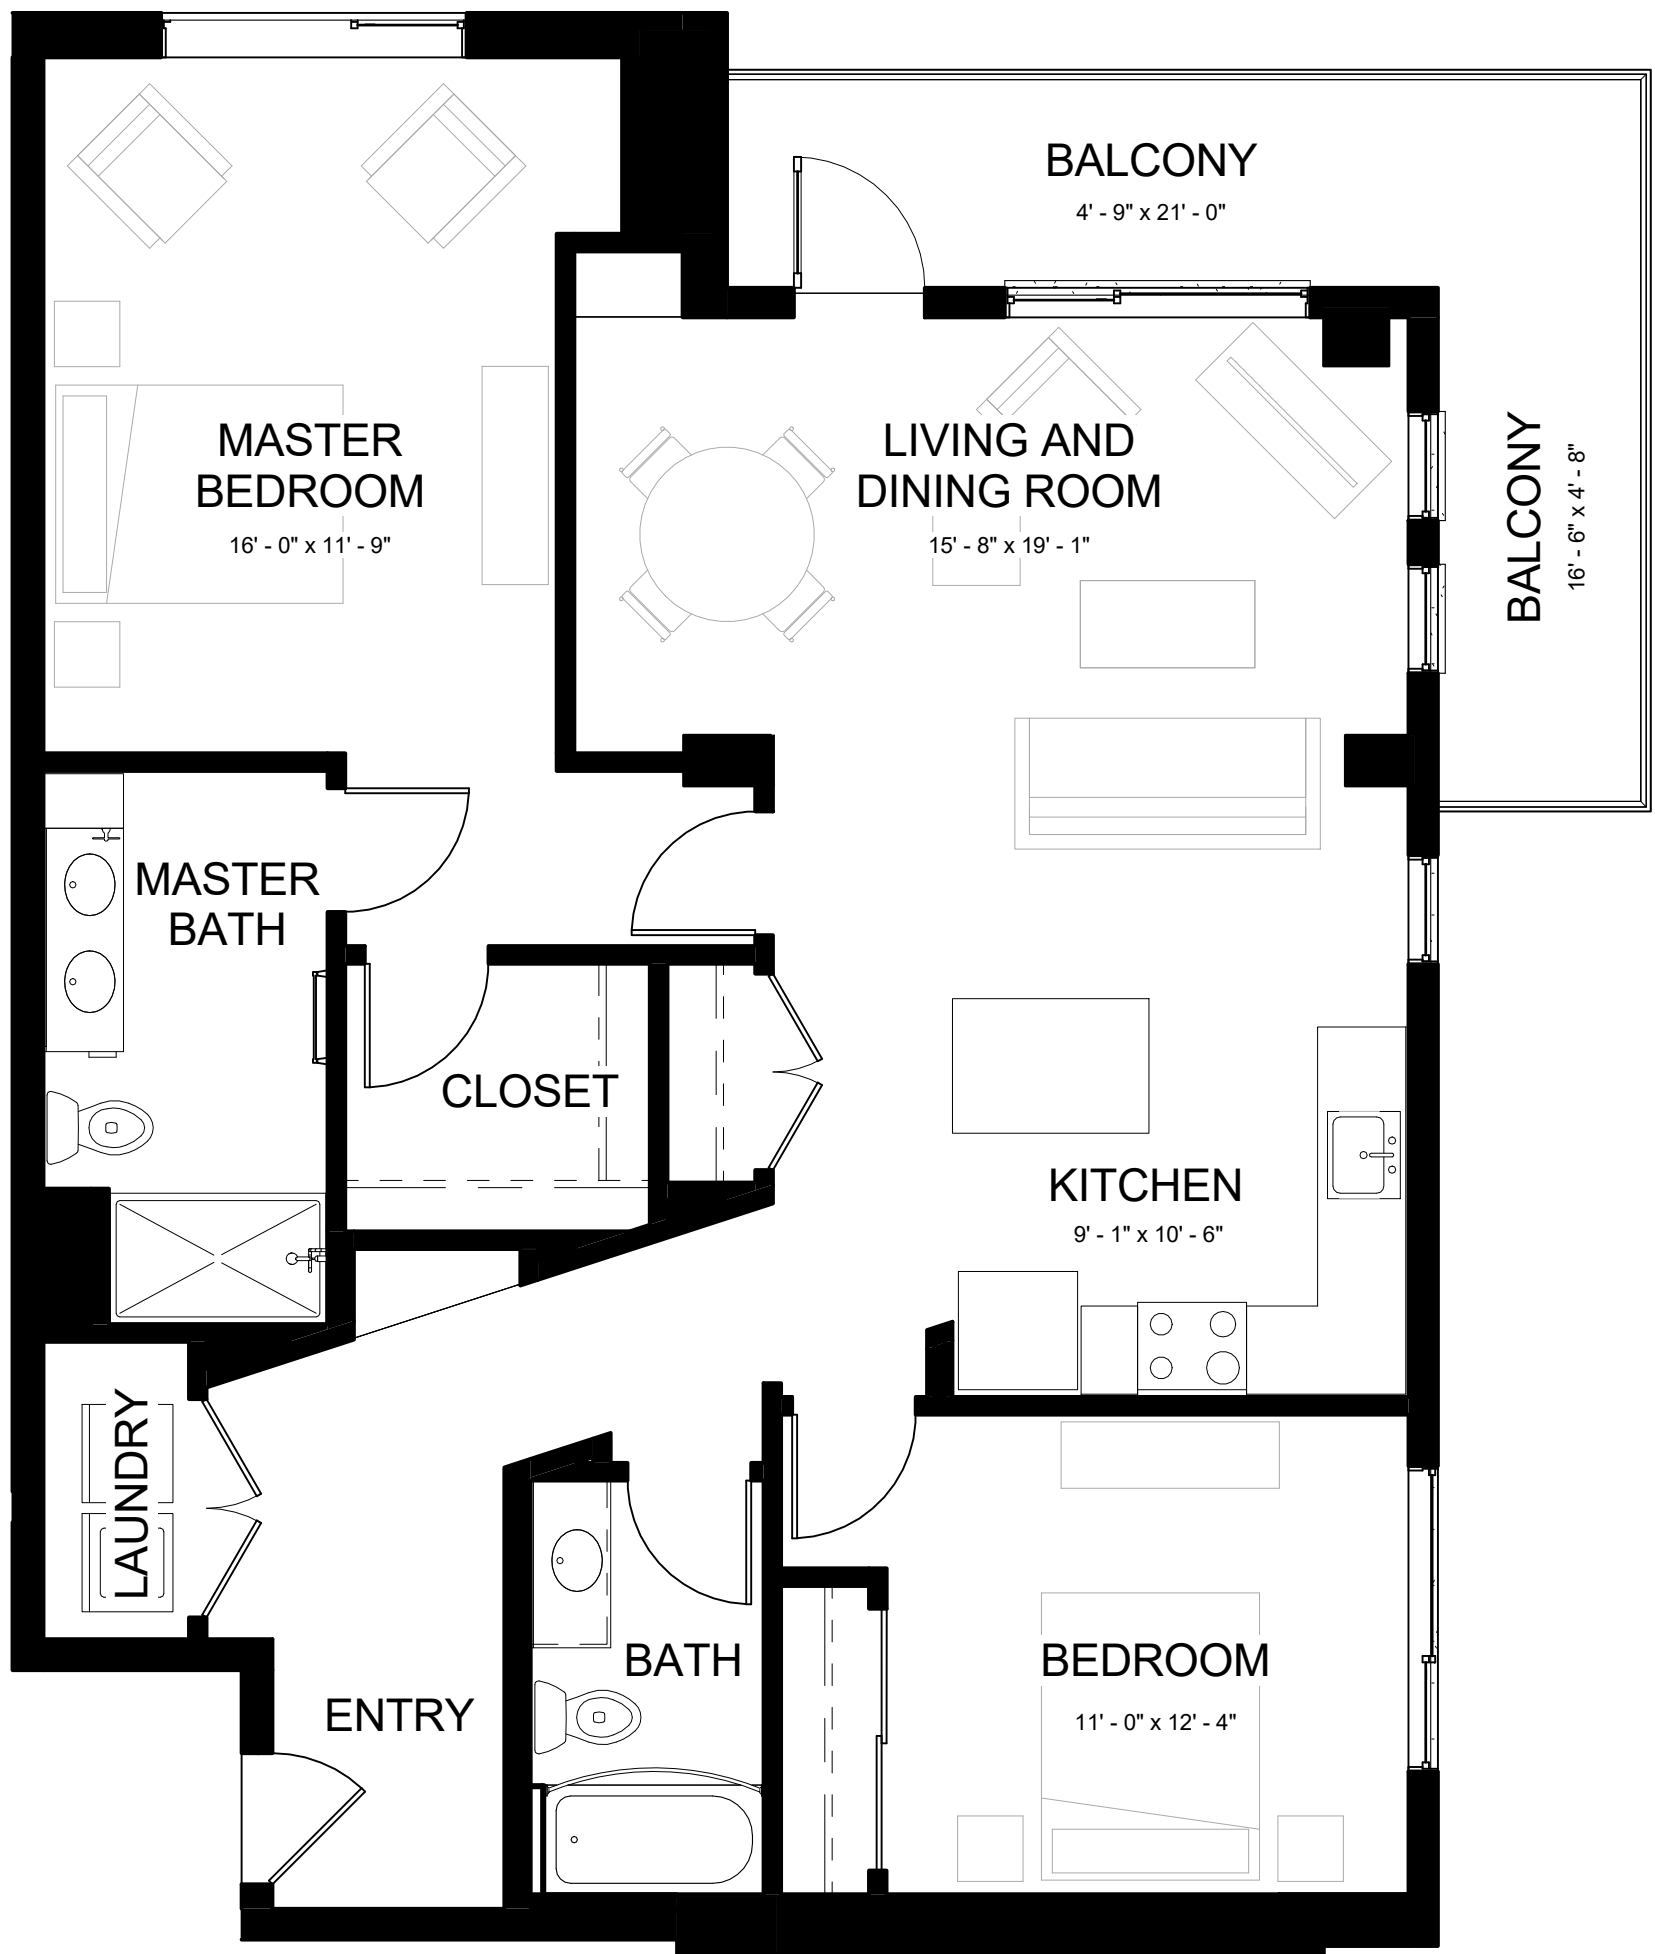 BALCONY
4' - 9" x 21' - 0"
MASTER
BEDROOM
16' - 0" x 11' - 9"
LIVING AND
DINING ROOM
15' - 8" x 19' - 1"
BALCONY
16' - 6" x 4' - 8"
MASTER
BATH
CLOSET
KITCHEN
9' - 1" x 10' - 6"
LAUNDRY
BATH
BEDROOM
11' - 0" x 12' - 4"
ENTRY